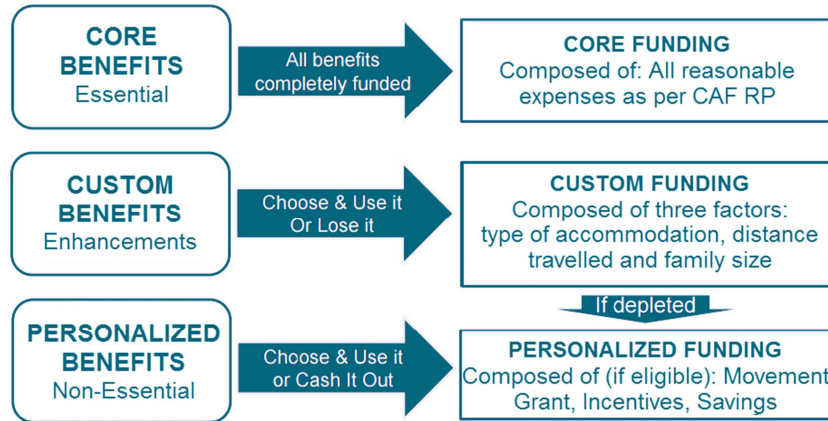 CORE
BENEFITS
Essential
All benefits
completely funded
CORE FUNDING
Composed of: All reasonable
expenses as per CAF RP
CUSTOM
BENEFITS
Enhancements
Choose & Use it
Or Lose it
CUSTOM FUNDING
Composed of three factors:
type of accommodation, distance
travelled and family size
If depleted
PERSONALIZED
BENEFITS
Non-Essential
Choose & Use it
or Cash It Out
PERSONALIZED FUNDING
Composed of (if eligible): Movement
Grant, Incentives, Savings